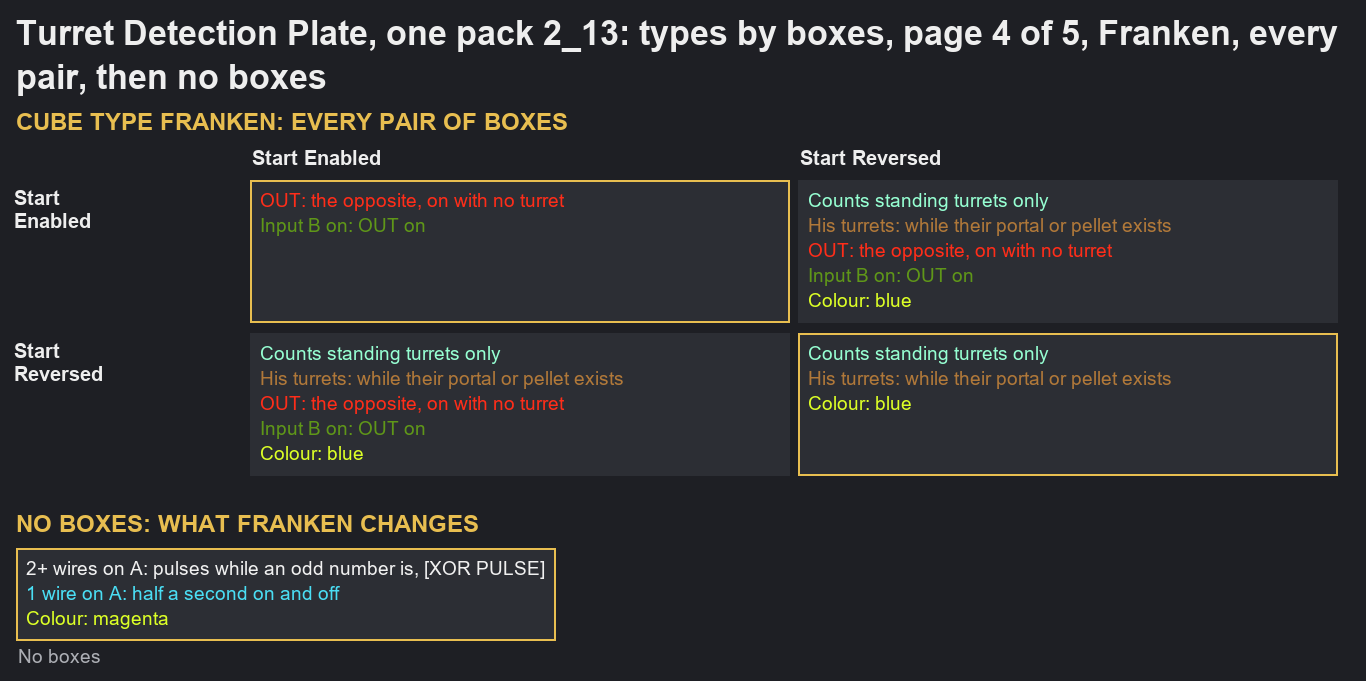 Turret Detection Plate, one pack 2_13: types by boxes, page 4 of 5, Franken, every
pair, then no boxes
CUBE TYPE FRANKEN: EVERY PAIR OF BOXES
Start Enabled
Start Reversed
Start
Enabled
OUT: the opposite, on with no turret
Input B on: OUT on
Counts standing turrets only
His turrets: while their portal or pellet exists
OUT: the opposite, on with no turret
Input B on: OUT on
Colour: blue
Start
Reversed
Counts standing turrets only
His turrets: while their portal or pellet exists
OUT: the opposite, on with no turret
Input B on: OUT on
Colour: blue
Counts standing turrets only
His turrets: while their portal or pellet exists
Colour: blue
NO BOXES: WHAT FRANKEN CHANGES
2+ wires on A: pulses while an odd number is, [XOR PULSE]
1 wire on A: half a second on and off
Colour: magenta
No boxes